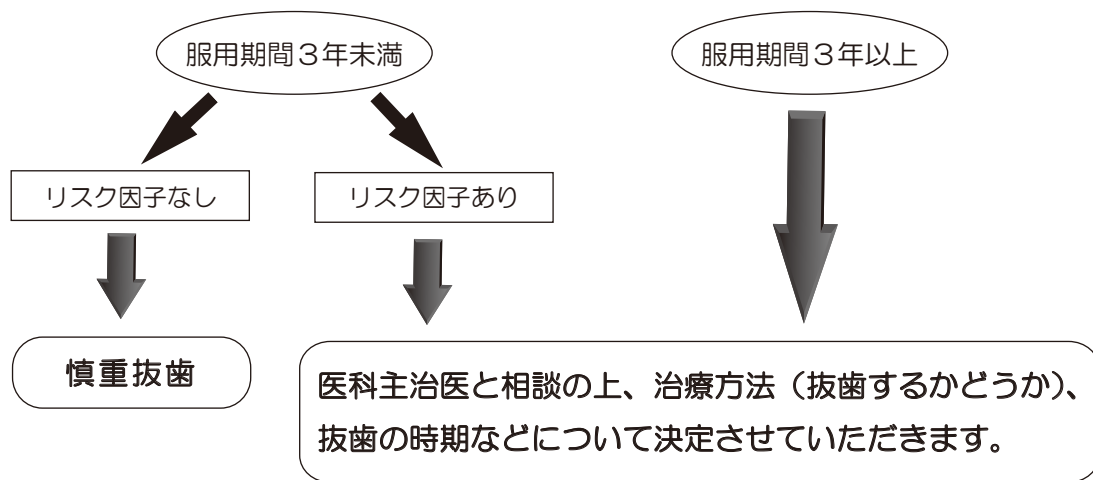 服用期間３年未満
服用期間３年以上
リスク因子なし
リスク因子あり
慎重抜歯
医科主治医と相談の上、治療方法（抜歯するかどうか）、
抜歯の時期などについて決定させていただきます。